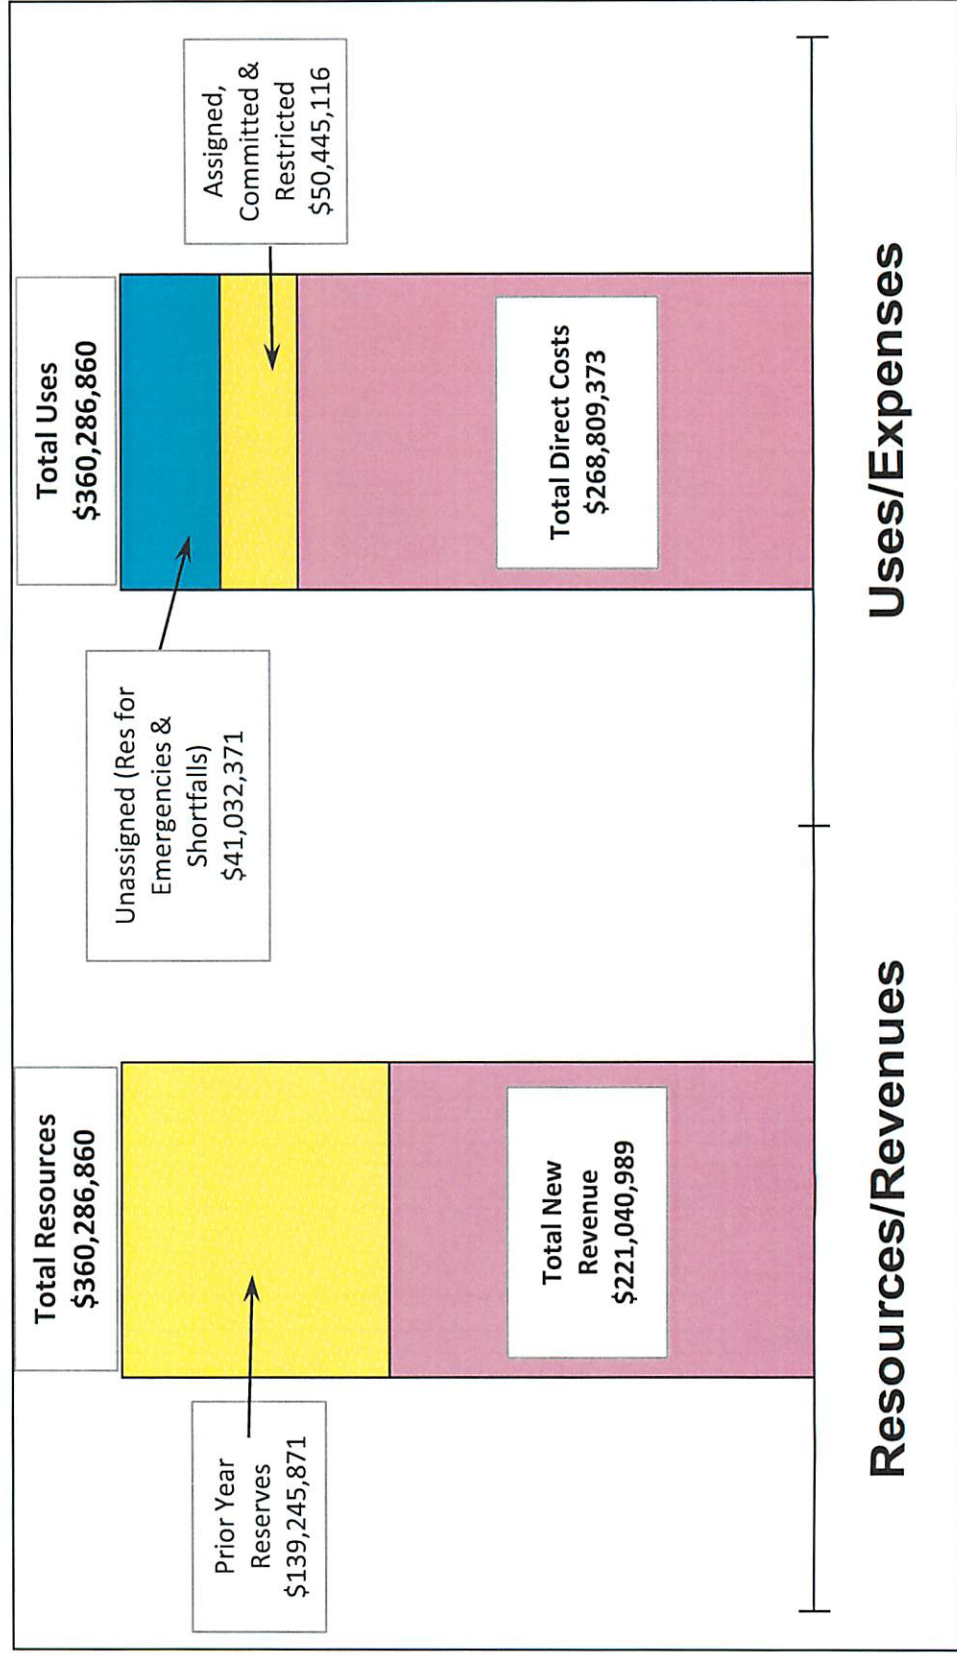 Total Resources
$360,286,860
Prior Year
Reserves
$139,245,871
Total New
Revenue
$221,040,989
Resources/Revenues
Total Uses
$360,286,860
Unassigned (Res for
Emergencies &
Shortfalls)
$41,032,371
Assigned,
Committed &
Restricted
$50,445,116
Total Direct Costs
$268,809,373
Uses/Expenses